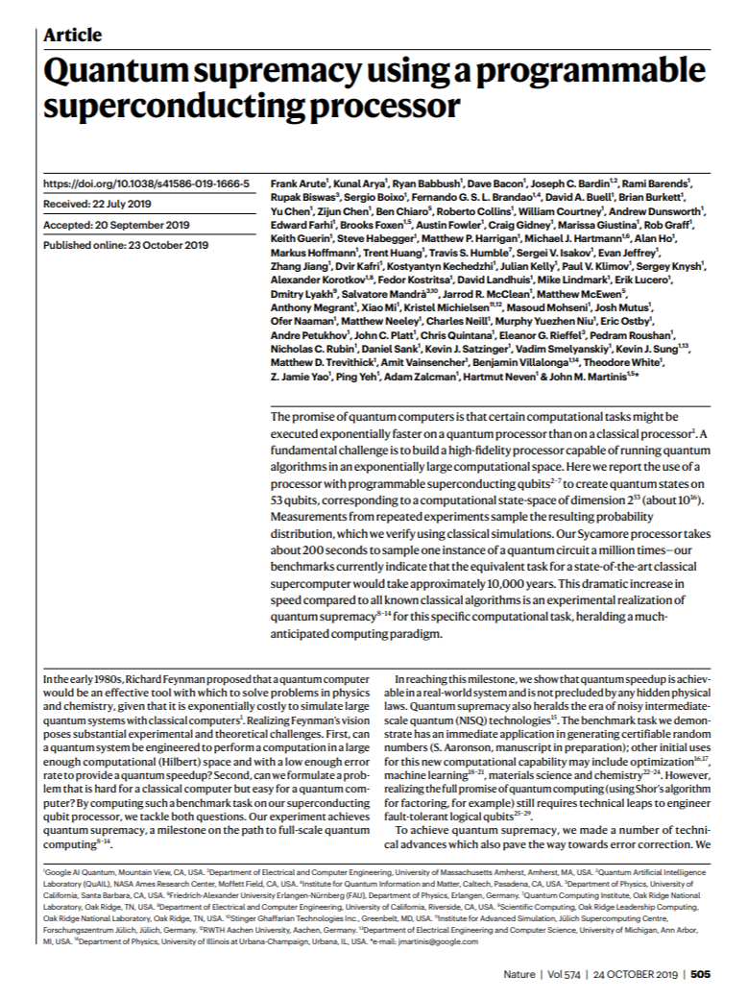 Article
Quantum supremacy using a programmable
superconducting processor
https://doi.org/10.1038/s41586-019-1666-5
Received: 22 July 2019
Accepted: 20 September 2019
Published online: 23 October 2019
Frank Arute¹, Kunal Arya¹, Ryan Babbush¹, Dave Bacon¹, Joseph C. Bardin¹,², Rami Barends¹,
Rupak Biswas³, Sergio Boixo¹, Fernando G. S. L. Brandao¹,⁴, David A. Buell¹, Brian Burkett¹,
Yu Chen¹, Zijun Chen¹, Ben Chiaro⁵, Roberto Collins¹, William Courtney¹, Andrew Dunsworth¹,
Edward Farhi¹, Brooks Foxen¹,⁵, Austin Fowler¹, Craig Gidney¹, Marissa Giustina¹, Rob Graff¹,
Keith Guerin¹, Steve Habegger¹, Matthew P. Harrigan¹, Michael J. Hartmann¹,⁶, Alan Ho¹,
Markus Hoffmann¹, Trent Huang¹, Travis S. Humble⁷, Sergei V. Isakov¹, Evan Jeffrey¹,
Zhang Jiang¹, Dvir Kafri¹, Kostyantyn Kechedzhi¹, Julian Kelly¹, Paul V. Klimov¹, Sergey Knysh¹,
Alexander Korotkov¹,⁸, Fedor Kostritsa¹, David Landhuis¹, Mike Lindmark¹, Erik Lucero¹,
Dmitry Lyakh⁹, Salvatore Mandrà³,¹⁰, Jarrod R. McClean¹, Matthew McEwen⁵,
Anthony Megrant¹, Xiao Mi¹, Kristel Michielsen¹¹,¹², Masoud Mohseni¹, Josh Mutus¹,
Ofer Naaman¹, Matthew Neeley¹, Charles Neill¹, Murphy Yuezhen Niu¹, Eric Ostby¹,
Andre Petukhov¹, John C. Platt¹, Chris Quintana¹, Eleanor G. Rieffel³, Pedram Roushan¹,
Nicholas C. Rubin¹, Daniel Sank¹, Kevin J. Satzinger¹, Vadim Smelyanskiy¹, Kevin J. Sung¹,¹³,
Matthew D. Trevithick¹, Amit Vainsencher¹, Benjamin Villalonga¹,¹⁴, Theodore White¹,
Z. Jamie Yao¹, Ping Yeh¹, Adam Zalcman¹, Hartmut Neven¹ & John M. Martinis¹,⁵*
The promise of quantum computers is that certain computational tasks might be
executed exponentially faster on a quantum processor than on a classical processor¹. A
fundamental challenge is to build a high-fidelity processor capable of running quantum
algorithms in an exponentially large computational space. Here we report the use of a
processor with programmable superconducting qubits²⁻⁷ to create quantum states on
53 qubits, corresponding to a computational state-space of dimension 2⁵³ (about 10¹⁶).
Measurements from repeated experiments sample the resulting probability
distribution, which we verify using classical simulations. Our Sycamore processor takes
about 200 seconds to sample one instance of a quantum circuit a million times—our
benchmarks currently indicate that the equivalent task for a state-of-the-art classical
supercomputer would take approximately 10,000 years. This dramatic increase in
speed compared to all known classical algorithms is an experimental realization of
quantum supremacy⁸⁻¹⁴ for this specific computational task, heralding a much-
anticipated computing paradigm.
In the early 1980s, Richard Feynman proposed that a quantum computer
would be an effective tool with which to solve problems in physics
and chemistry, given that it is exponentially costly to simulate large
quantum systems with classical computers¹. Realizing Feynman's vision
poses substantial experimental and theoretical challenges. First, can
a quantum system be engineered to perform a computation in a large
enough computational (Hilbert) space and with a low enough error
rate to provide a quantum speedup? Second, can we formulate a prob-
lem that is hard for a classical computer but easy for a quantum com-
puter? By computing such a benchmark task on our superconducting
qubit processor, we tackle both questions. Our experiment achieves
quantum supremacy, a milestone on the path to full-scale quantum
computing⁸⁻¹⁴.
In reaching this milestone, we show that quantum speedup is achiev-
able in a real-world system and is not precluded by any hidden physical
laws. Quantum supremacy also heralds the era of noisy intermediate-
scale quantum (NISQ) technologies¹⁵. The benchmark task we demon-
strate has an immediate application in generating certifiable random
numbers (S. Aaronson, manuscript in preparation); other initial uses
for this new computational capability may include optimization¹⁶,¹⁷,
machine learning¹⁸⁻²¹, materials science and chemistry²²⁻²⁴. However,
realizing the full promise of quantum computing (using Shor's algorithm
for factoring, for example) still requires technical leaps to engineer
fault-tolerant logical qubits²⁵⁻²⁹.
To achieve quantum supremacy, we made a number of techni-
cal advances which also pave the way towards error correction. We
¹Google AI Quantum, Mountain View, CA, USA. ²Department of Electrical and Computer Engineering, University of Massachusetts Amherst, Amherst, MA, USA. ³Quantum Artificial Intelligence
Laboratory (QuAIL), NASA Ames Research Center, Moffett Field, CA, USA. ⁴Institute for Quantum Information and Matter, Caltech, Pasadena, CA, USA. ⁵Department of Physics, University of
California, Santa Barbara, CA, USA. ⁶Friedrich-Alexander University Erlangen-Nürnberg (FAU), Department of Physics, Erlangen, Germany. ⁷Quantum Computing Institute, Oak Ridge National
Laboratory, Oak Ridge, TN, USA. ⁸Department of Electrical and Computer Engineering, University of California, Riverside, CA, USA. ⁹Scientific Computing, Oak Ridge Leadership Computing,
Oak Ridge National Laboratory, Oak Ridge, TN, USA. ¹⁰Stinger Ghaffarian Technologies Inc., Greenbelt, MD, USA. ¹¹Institute for Advanced Simulation, Jülich Supercomputing Centre,
Forschungszentrum Jülich, Jülich, Germany. ¹²RWTH Aachen University, Aachen, Germany. ¹³Department of Electrical Engineering and Computer Science, University of Michigan, Ann Arbor,
MI, USA. ¹⁴Department of Physics, University of Illinois at Urbana-Champaign, Urbana, IL, USA. *e-mail: jmartinis@google.com
Nature | Vol 574 | 24 OCTOBER 2019 | 505